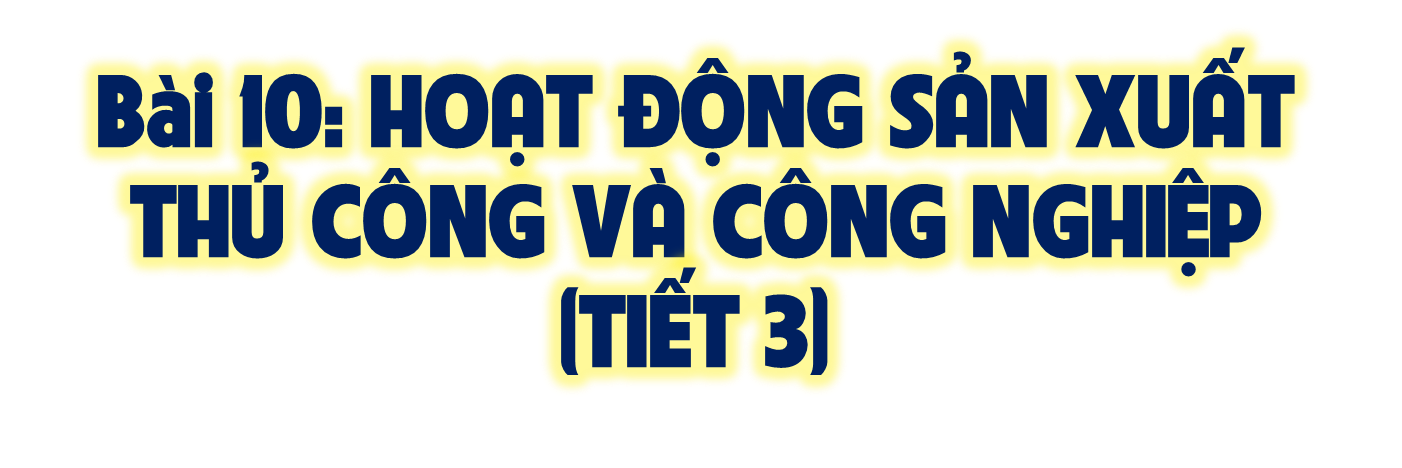 Bài 10: HOẠT ĐỘNG SẢN XUẤT
THỦ CÔNG VÀ CÔNG NGHIỆP
(TIẾT 3)